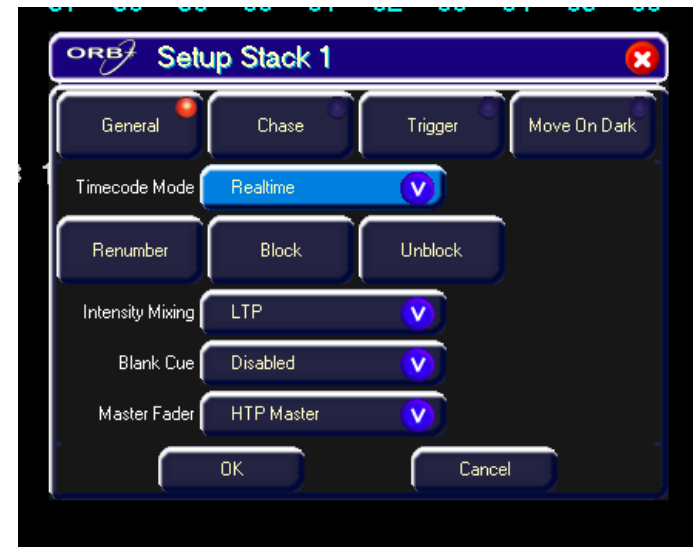 ORB Setup Stack 1
General Chase Trigger Move On Dark
Timecode Mode Realtime V
Renumber Block Unblock
Intensity Mixing LTP V
Blank Cue Disabled V
Master Fader HTP Master V
OK Cancel